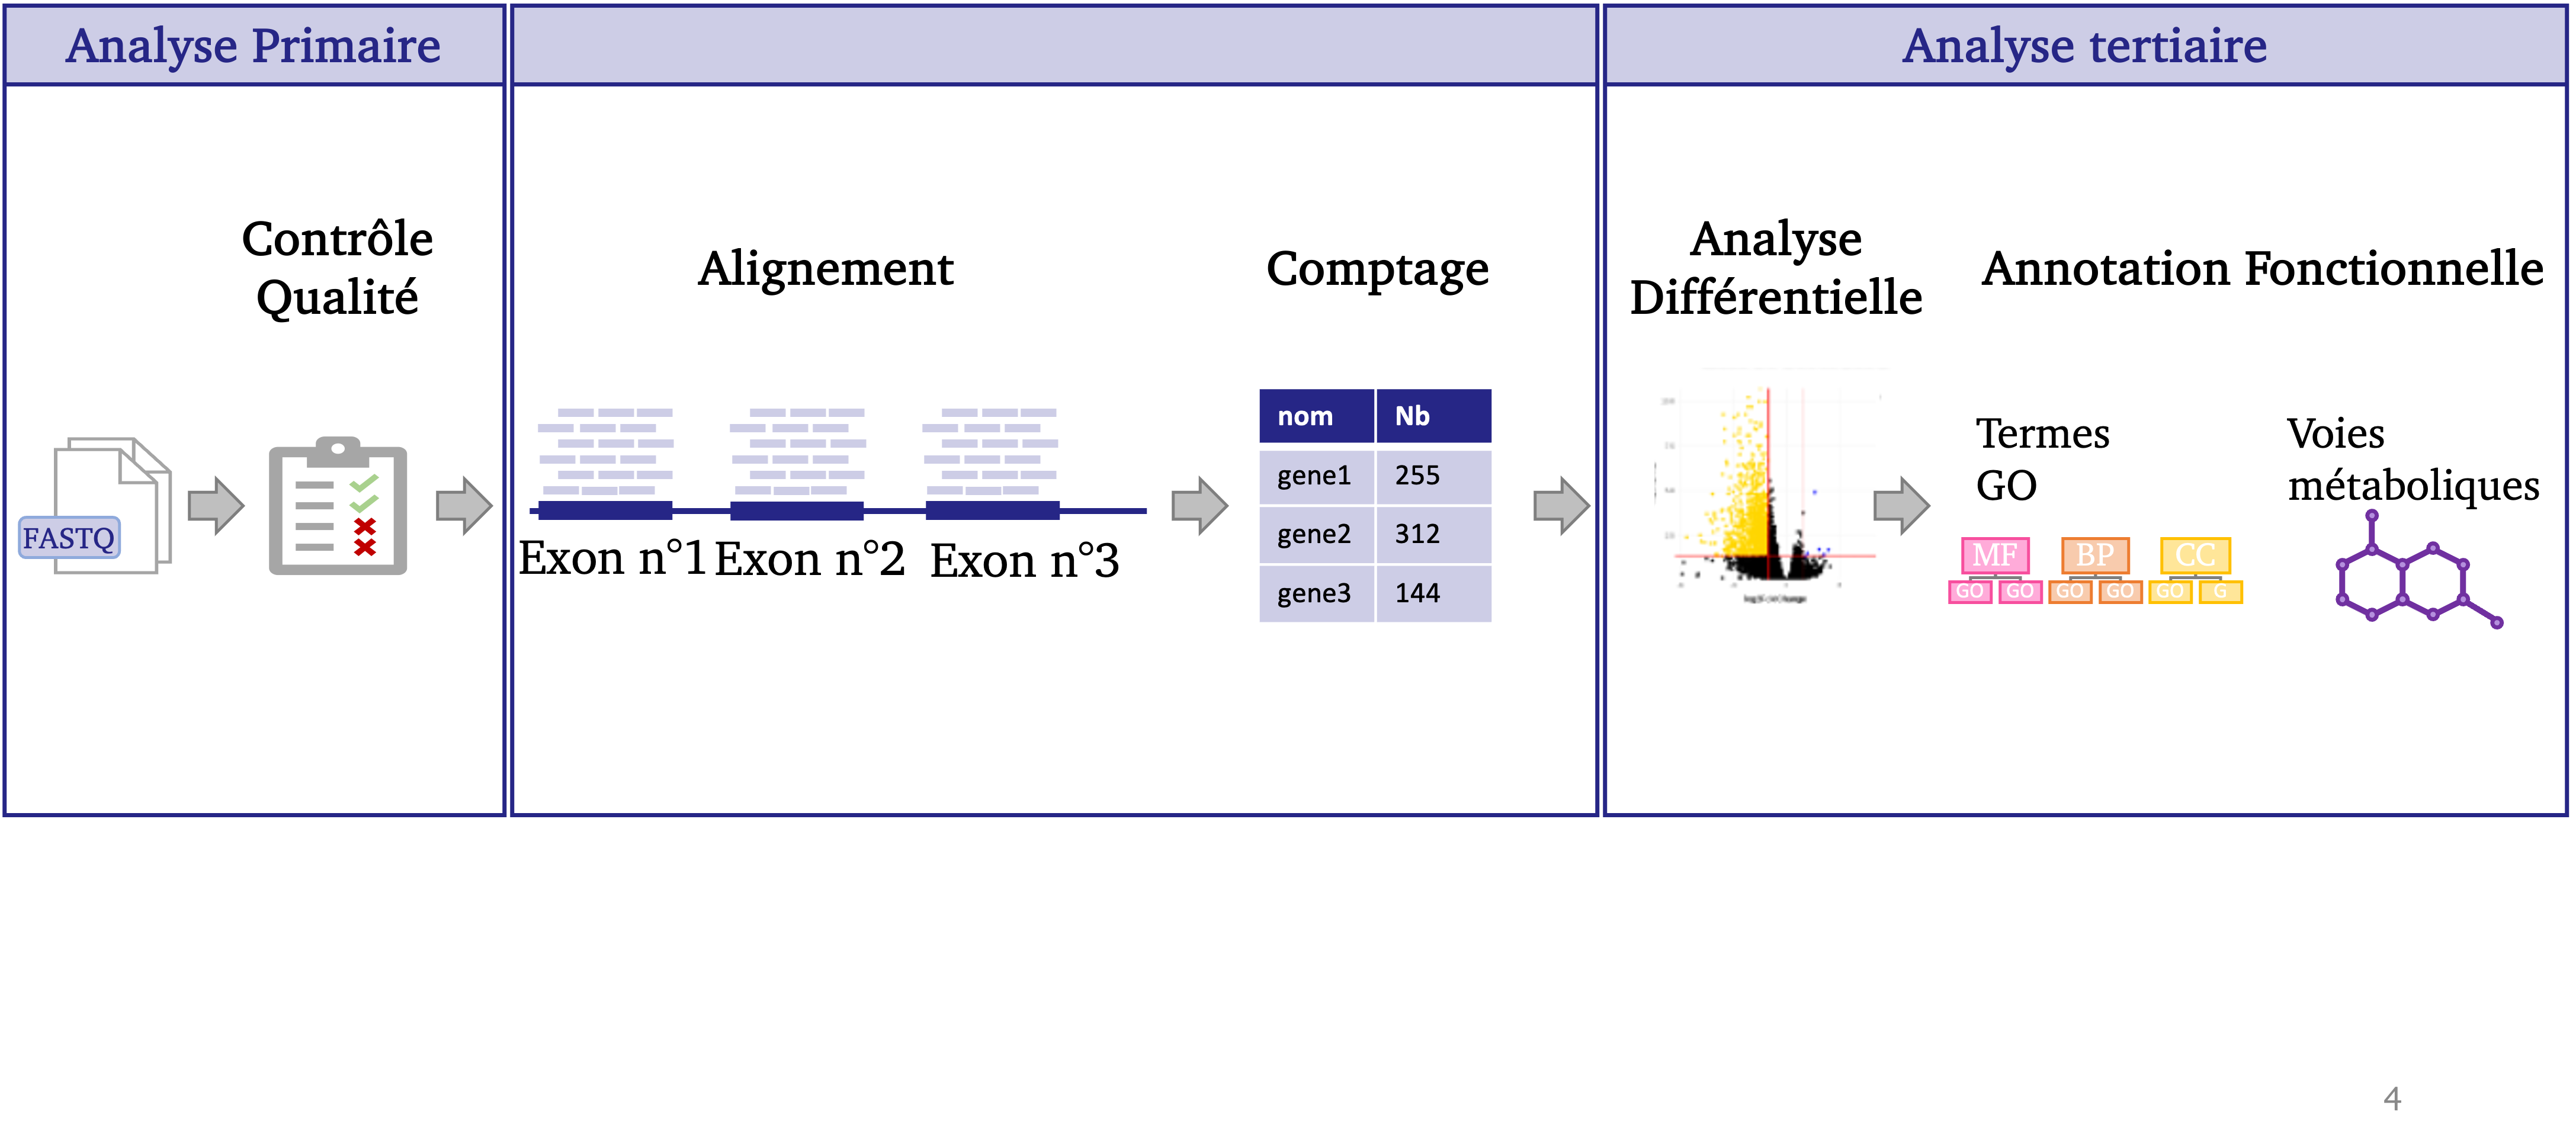 Analyse Primaire
Analyse tertiaire
Contrôle
Qualité
Alignement
Comptage
Analyse
Différentielle
Annotation Fonctionnelle
FASTQ
Exon n°1
Exon n°2
Exon n°3
nom Nb
gene1 255
gene2 312
gene3 144
Termes
GO
Voies
métaboliques
MF BP CC
GO GO GO GO GO G
4